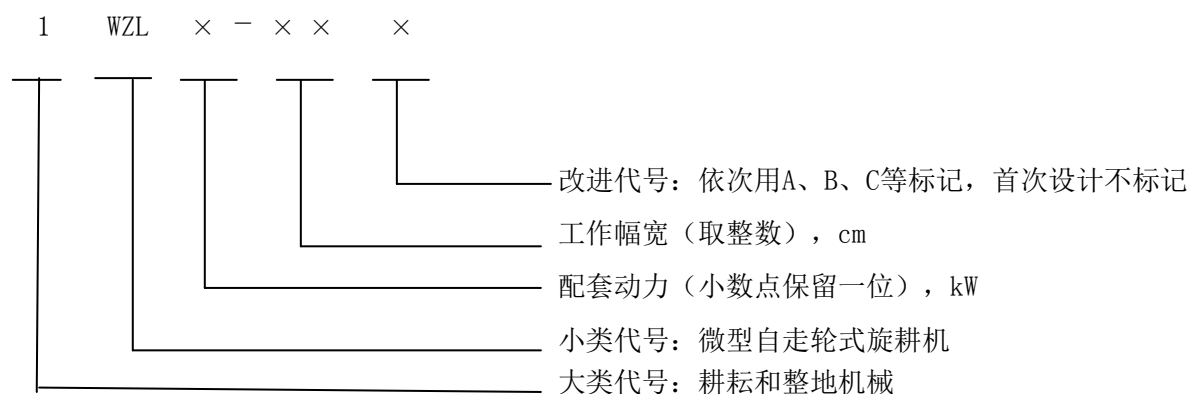 1 WZL × - × × ×
改进代号：依次用A、B、C等标记，首次设计不标记
工作幅宽（取整数），cm
配套动力（小数点保留一位），kW
小类代号：微型自走轮式旋耕机
大类代号：耕耘和整地机械